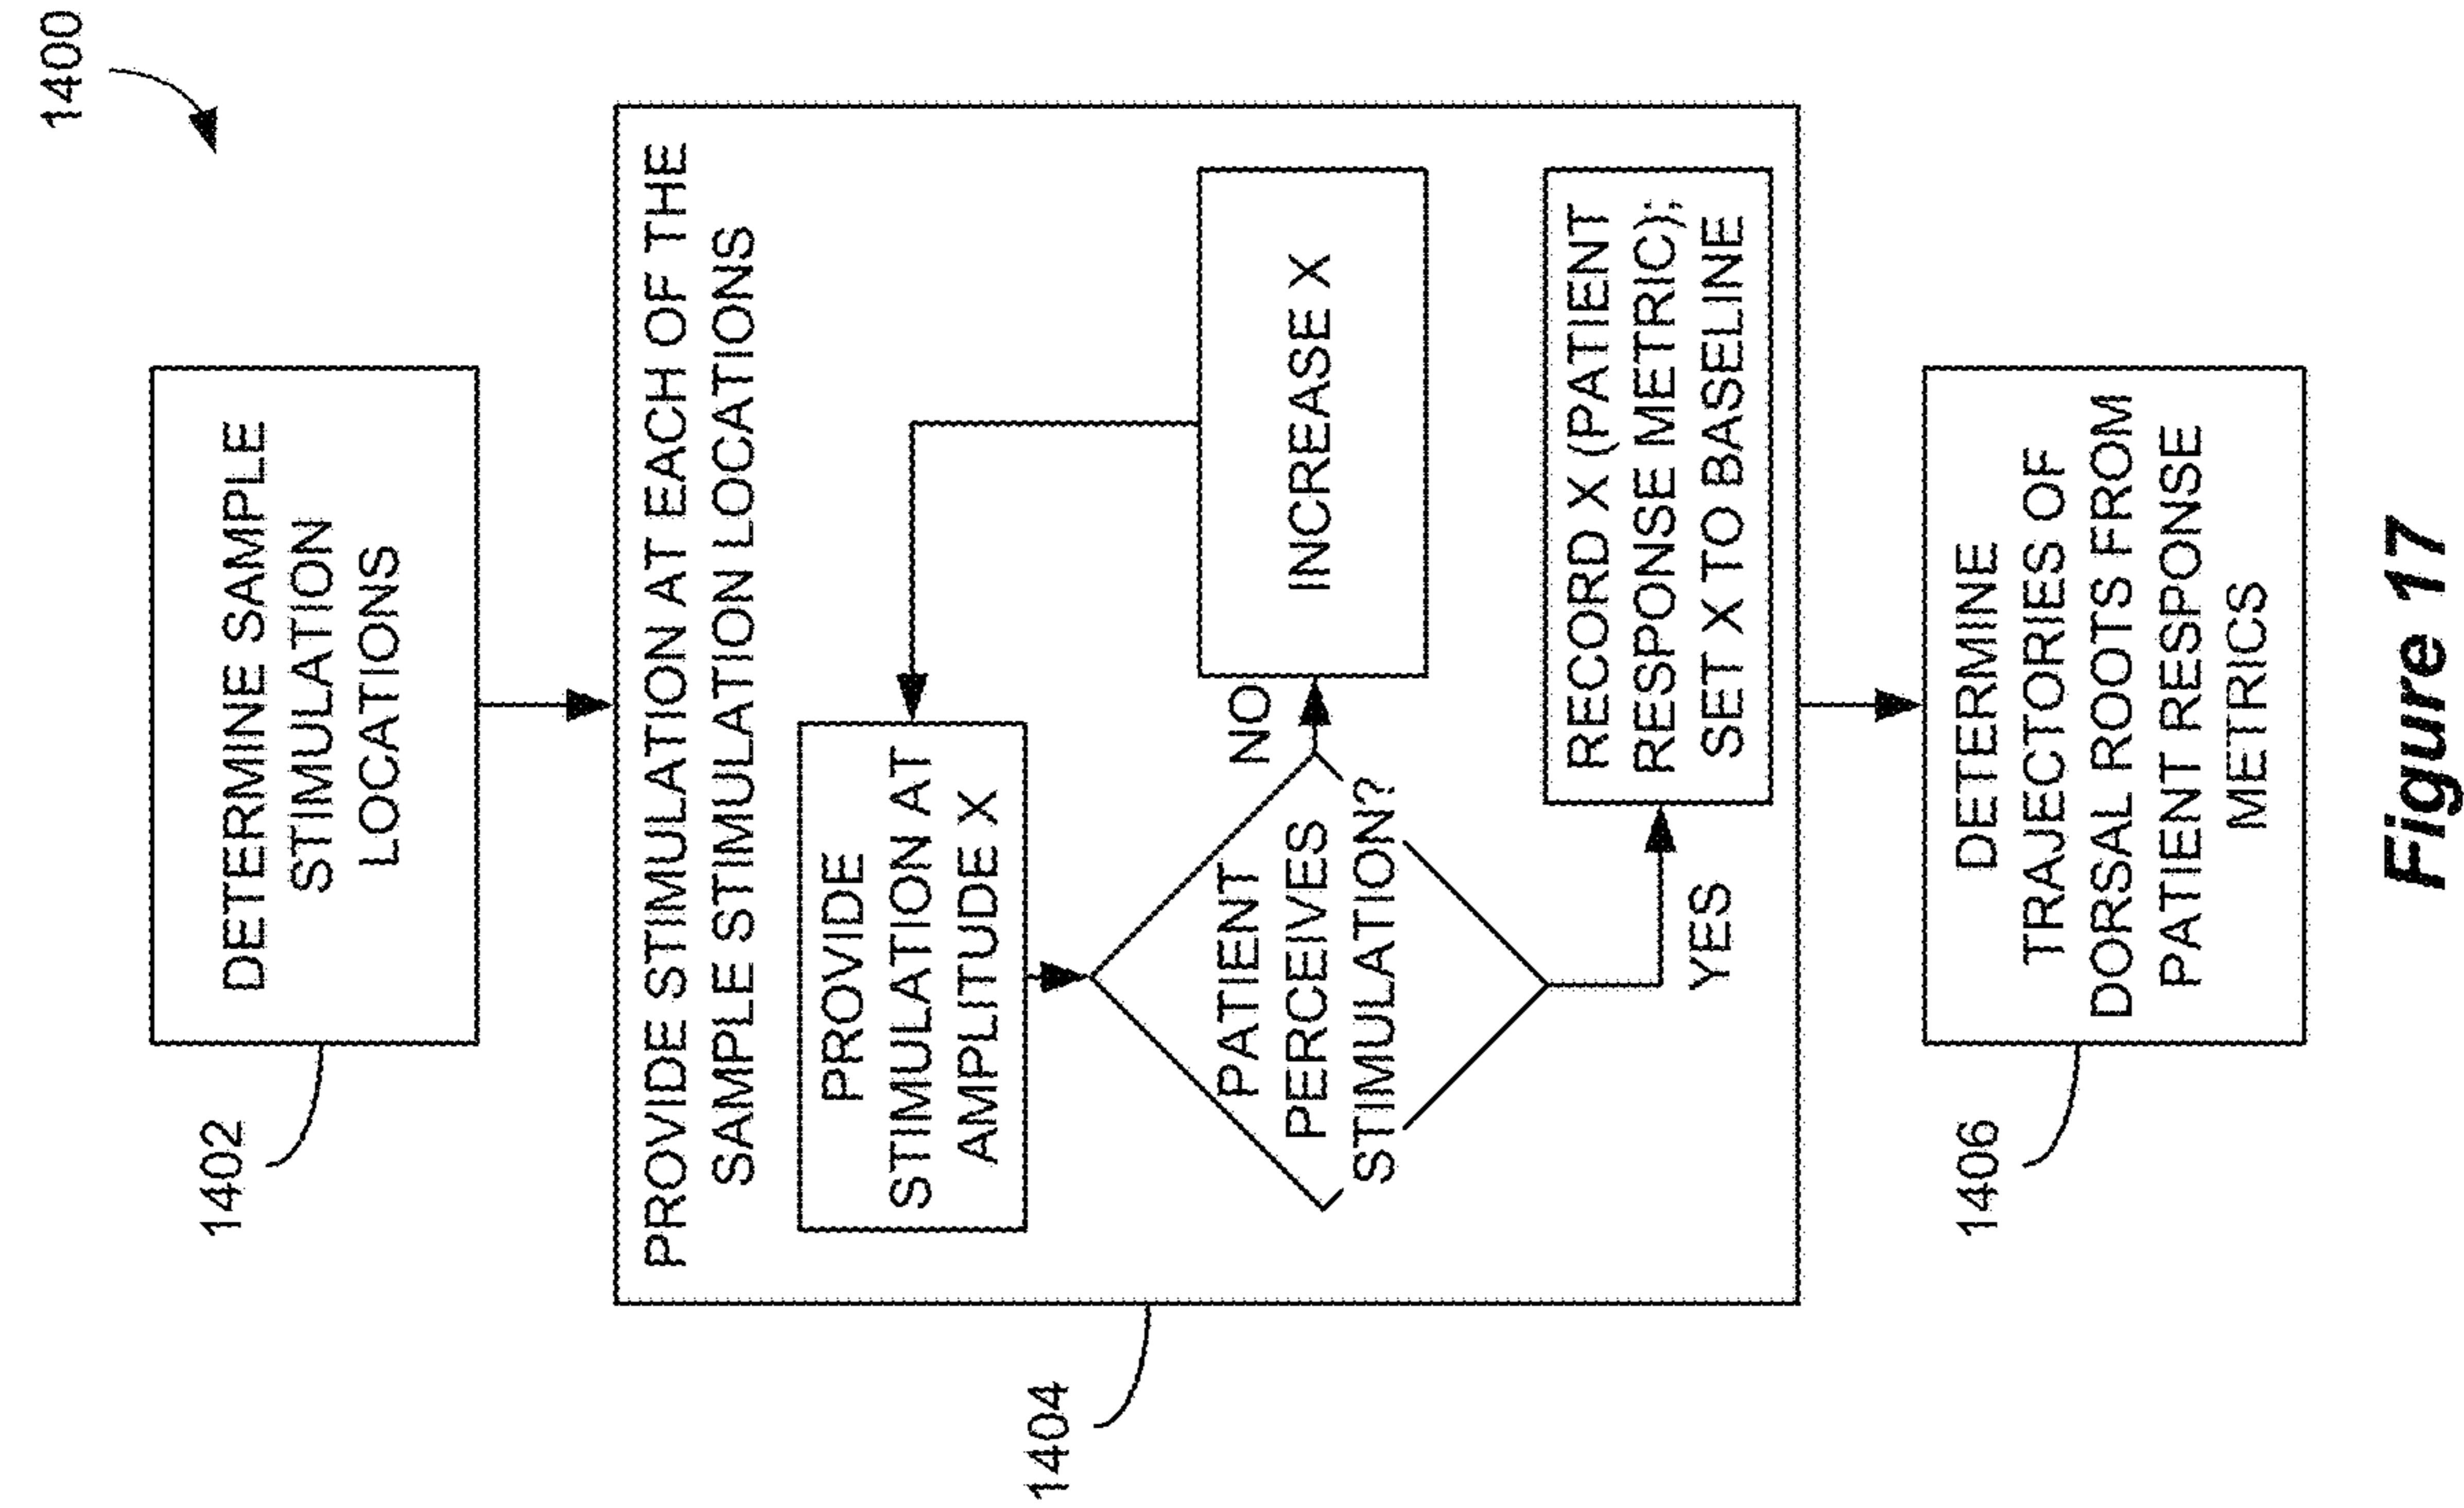 1400
1402
DETERMINE SAMPLE
STIMULATION
LOCATIONS
1404
PROVIDE STIMULATION AT EACH OF THE
SAMPLE STIMULATION LOCATIONS
PROVIDE
STIMULATION AT
AMPLITUDE X
PATIENT
PERCEIVES
STIMULATION?
NO
INCREASE X
YES
RECORD X (PATIENT
RESPONSE METRIC);
SET X TO BASELINE
1406
DETERMINE
TRAJECTORIES OF
DORSAL ROOTS FROM
PATIENT RESPONSE
METRICS
Figure 17